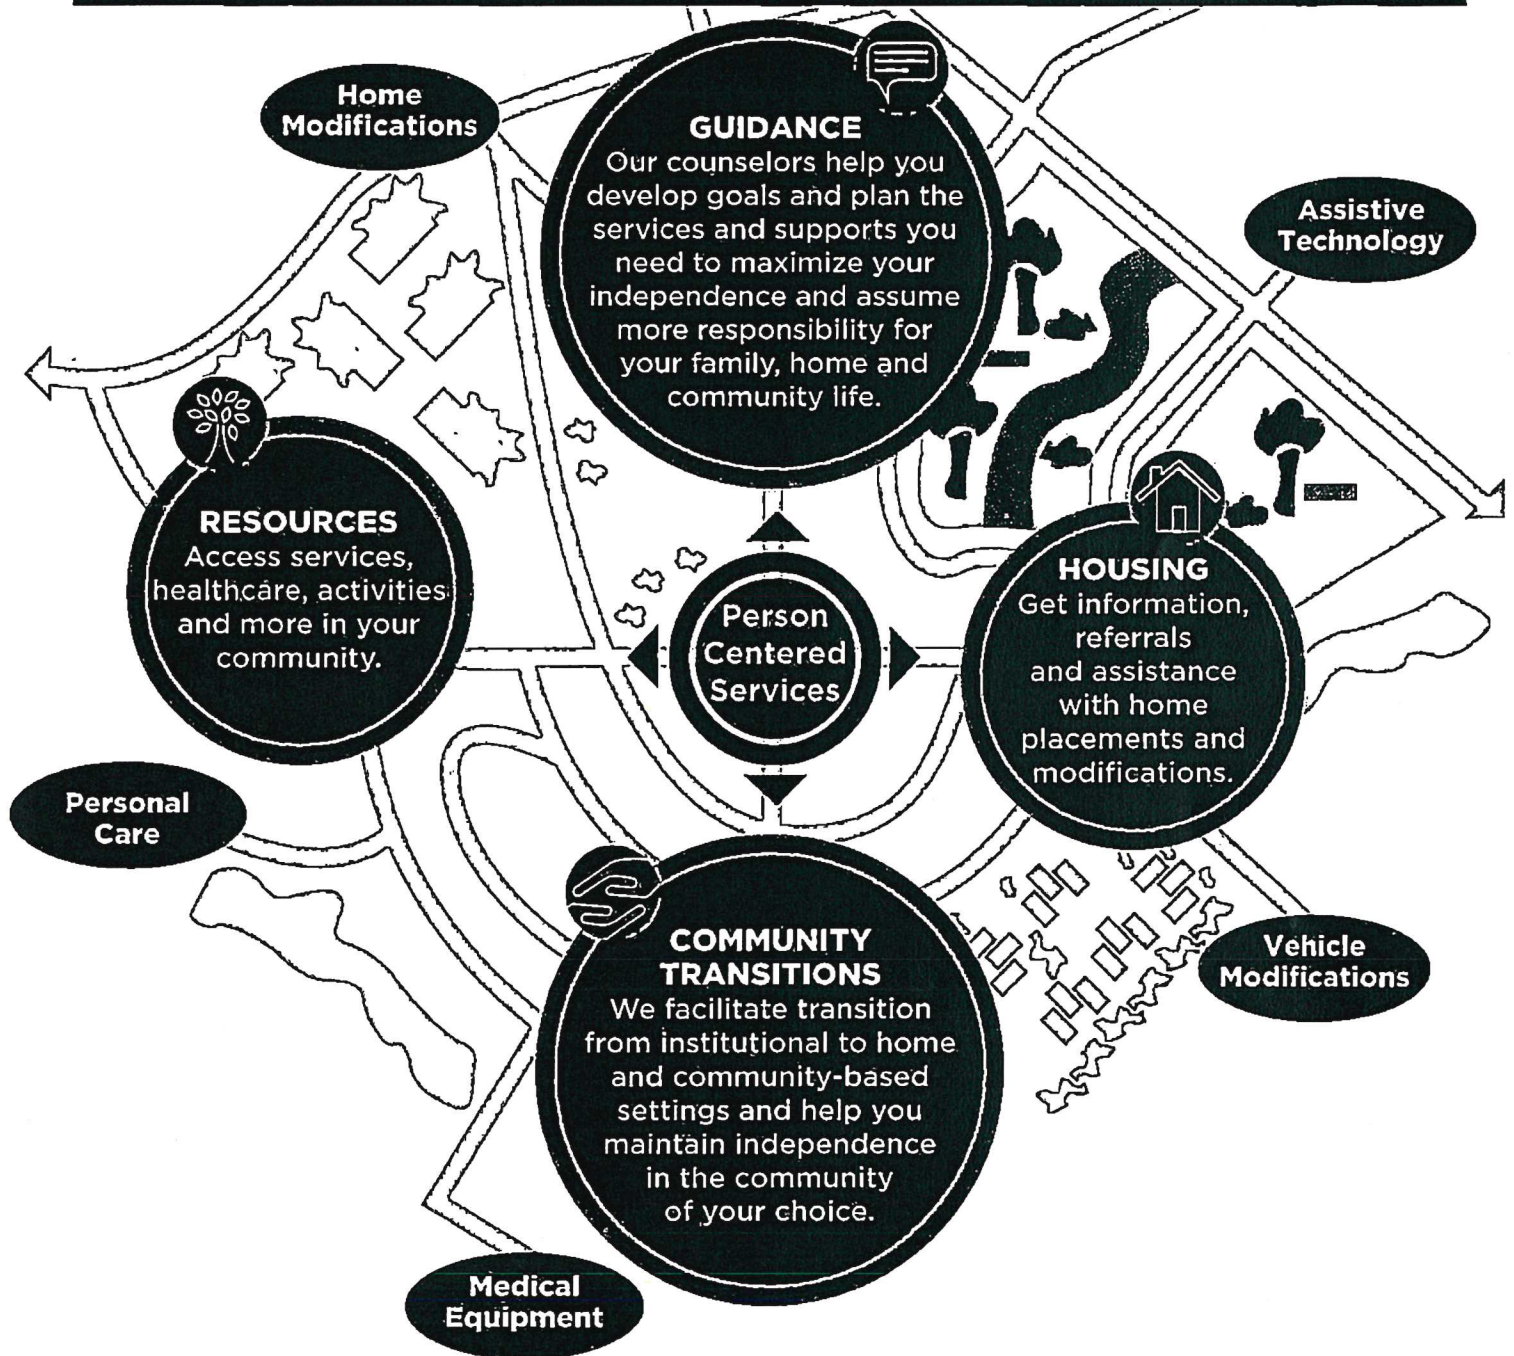 Home
Modifications
GUIDANCE
Our counselors help you
develop goals and plan the
services and supports you
need to maximize your
independence and assume
more responsibility for
your family, home and
community life.
Assistive
Technology
RESOURCES
Access services,
healthcare, activities
and more in your
community.
Person
Centered
Services
HOUSING
Get information,
referrals
and assistance
with home
placements and
modifications.
Personal
Care
COMMUNITY
TRANSITIONS
We facilitate transition
from institutional to home
and community-based
settings and help you
maintain independence
in the community
of your choice.
Vehicle
Modifications
Medical
Equipment